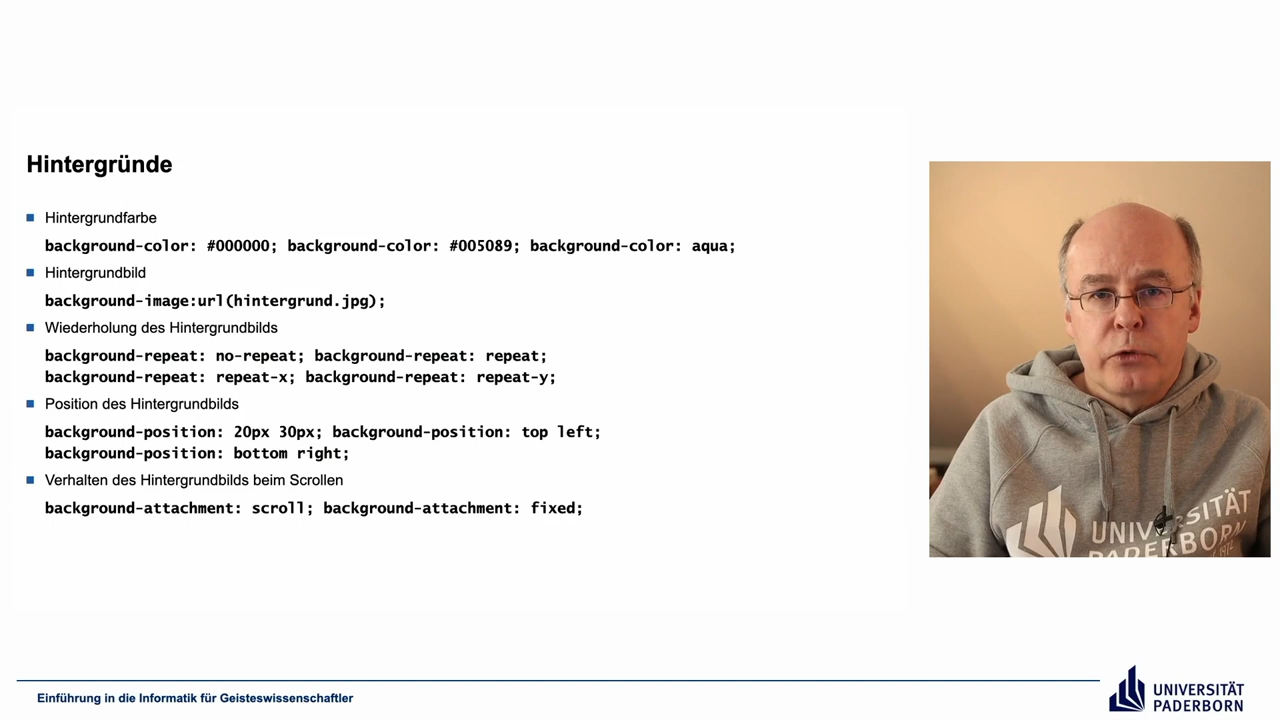 Hintergründe
Hintergrundfarbe
background-color: #000000; background-color: #005089; background-color: aqua;
Hintergrundbild
background-image:url(hintergrund.jpg);
Wiederholung des Hintergrundbilds
background-repeat: no-repeat; background-repeat: repeat;
background-repeat: repeat-x; background-repeat: repeat-y;
Position des Hintergrundbilds
background-position: 20px 30px; background-position: top left;
background-position: bottom right;
Verhalten des Hintergrundbilds beim Scrollen
background-attachment: scroll; background-attachment: fixed;
UNIVERSITÄT
PADERBORN
Einführung in die Informatik für Geisteswissenschaftler
UNIVERSITÄT
PADERBORN